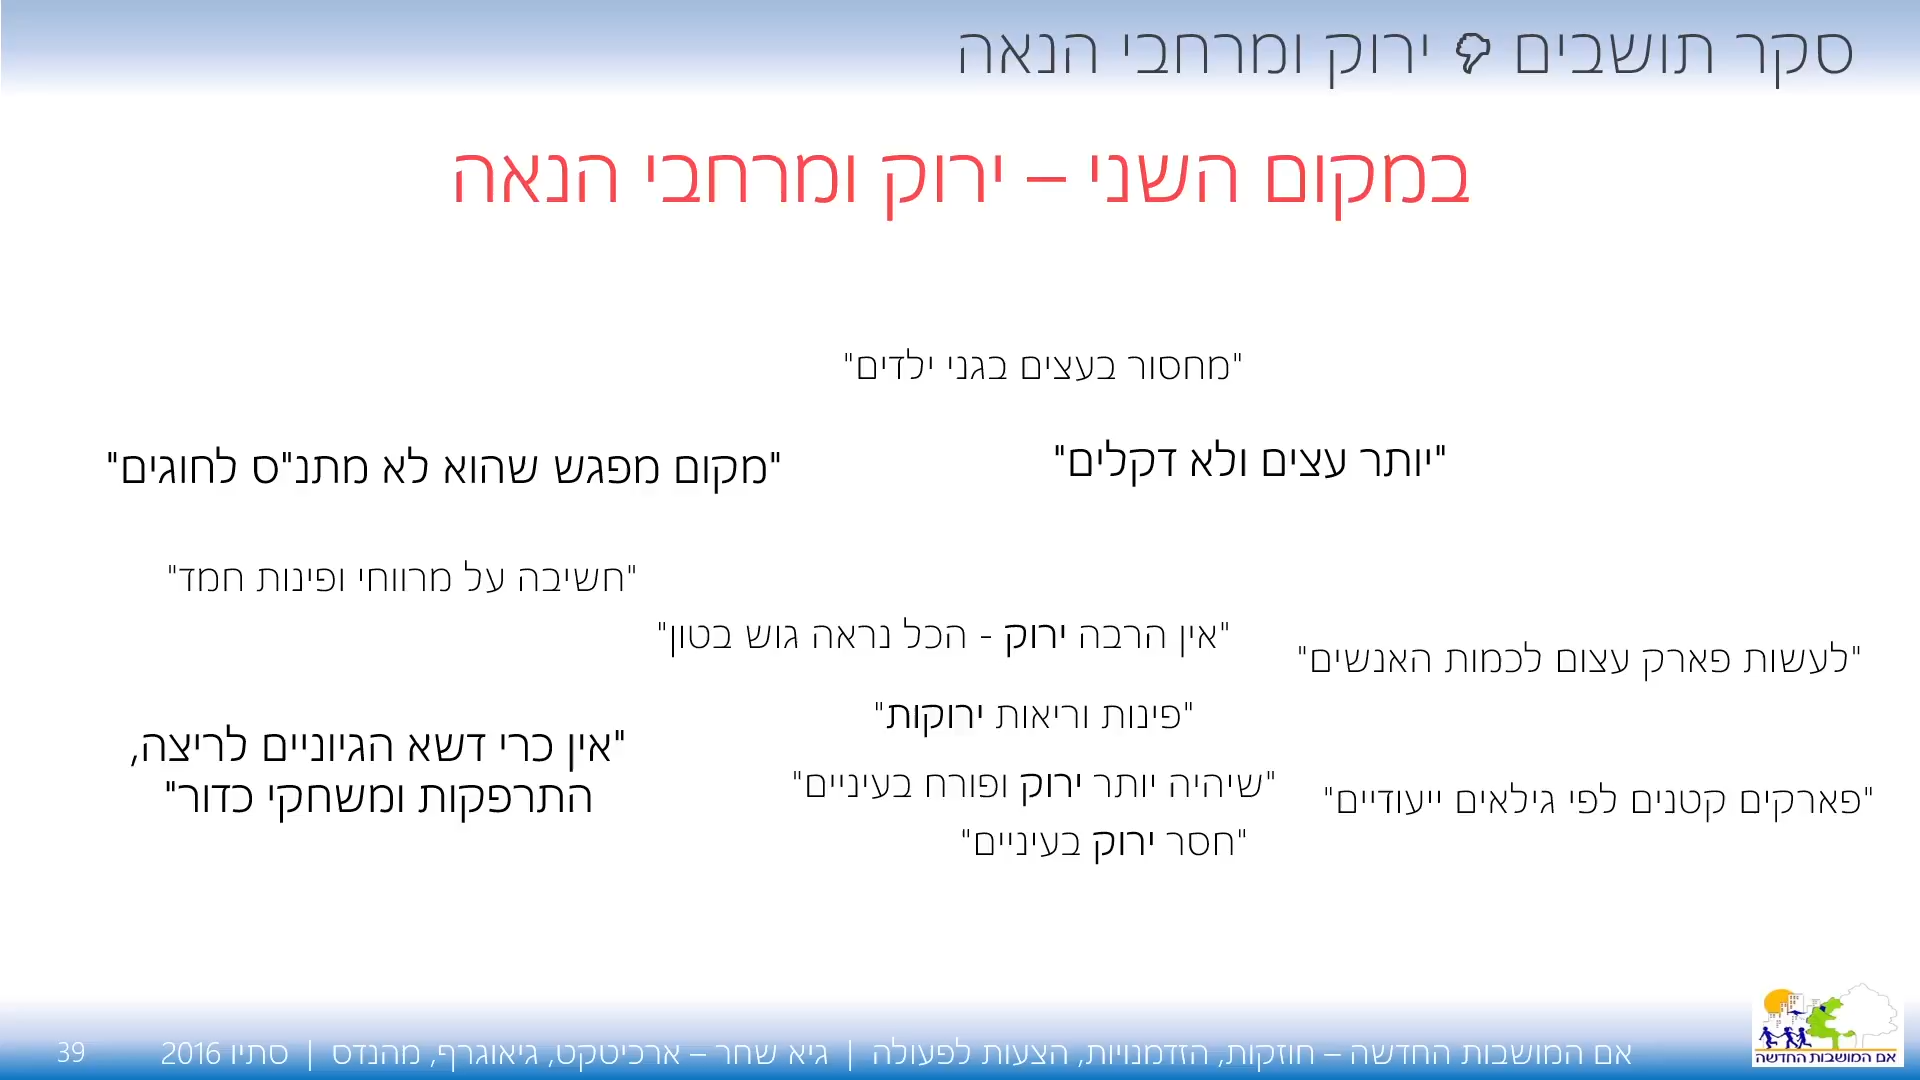 סקר תושבים 👎 ירוק ומרחבי הנאה
במקום השני – ירוק ומרחבי הנאה
"מחסור בעצים בגני ילדים"
"יותר עצים ולא דקלים"
"מקום מפגש שהוא לא מתנ"ס לחוגים"
"חשיבה על מרווחי ופינות חמד"
"אין הרבה ירוק - הכל נראה גוש בטון"
"לעשות פארק עצום לכמות האנשים"
"פינות וריאות ירוקות"
"אין כרי דשא הגיוניים לריצה,
התרפקות ומשחקי כדור"
"שיהיה יותר ירוק ופורח בעיניים"
"פארקים קטנים לפי גילאים ייעודיים"
"חסר ירוק בעיניים"
אם המושבות החדשה – חוזקות, הזדמנויות, הצעות לפעולה | גיא שחר – ארכיטקט, גיאוגרף, מהנדס | סתיו 2016
39
אם המושבות החדשה